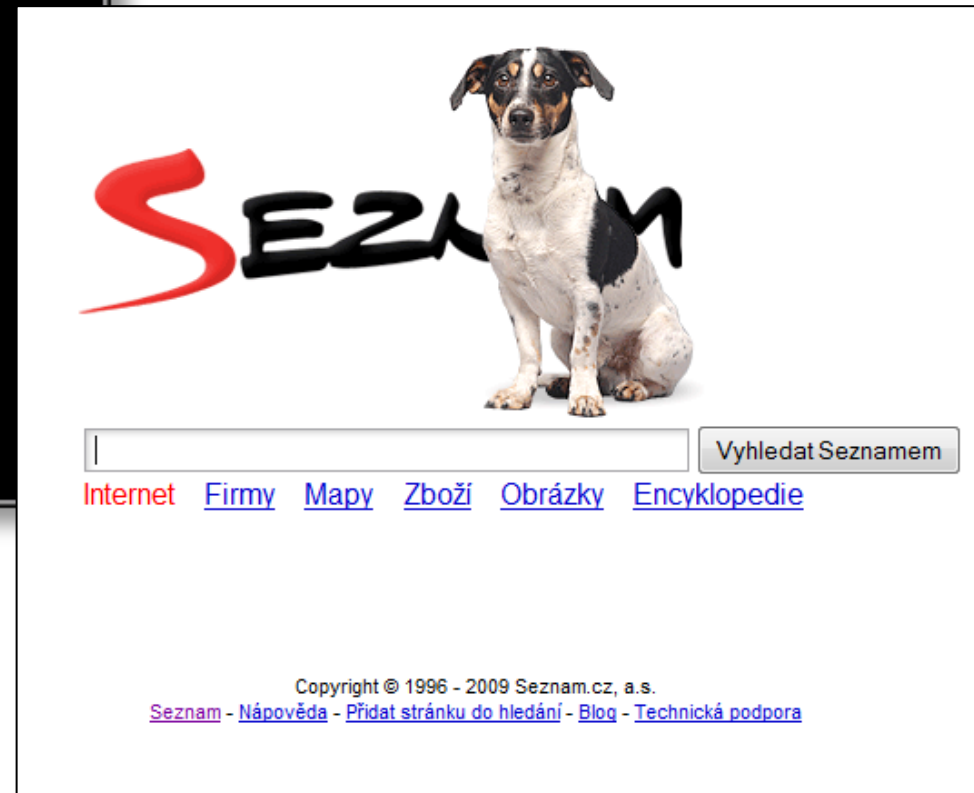 SEZNAM
Vyhledat Seznamem
Internet Firmy Mapy Zboží Obrázky Encyklopedie
Copyright © 1996 - 2009 Seznam.cz, a.s.
Seznam - Nápověda - Přidat stránku do hledání - Blog - Technická podpora